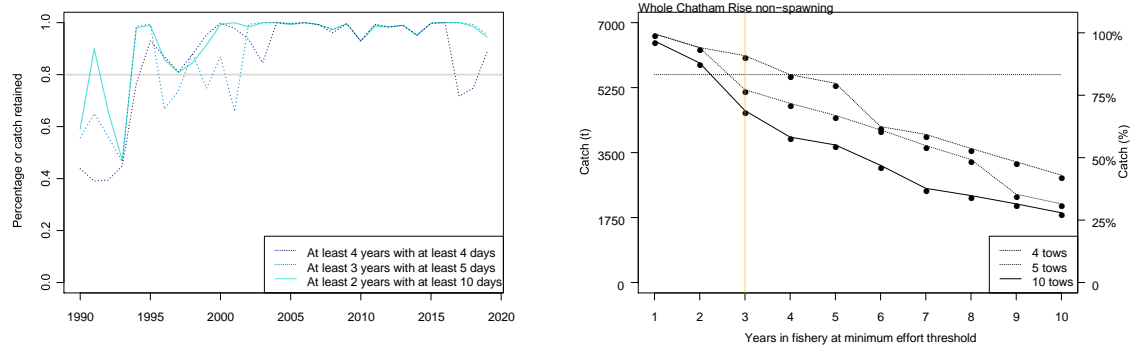 Percentage or catch retained
1.0
0.8
0.6
0.4
0.2
0.0
1990 1995 2000 2005 2010 2015 2020
At least 4 years with at least 4 days
At least 3 years with at least 5 days
At least 2 years with at least 10 days
Whole Chatham Rise non−spawning
Catch (t)
7000
5250
3500
1750
0
100%
75%
50%
25%
0
Catch (%)
4 tows
5 tows
10 tows
1 2 3 4 5 6 7 8 9 10
Years in fishery at minimum effort threshold